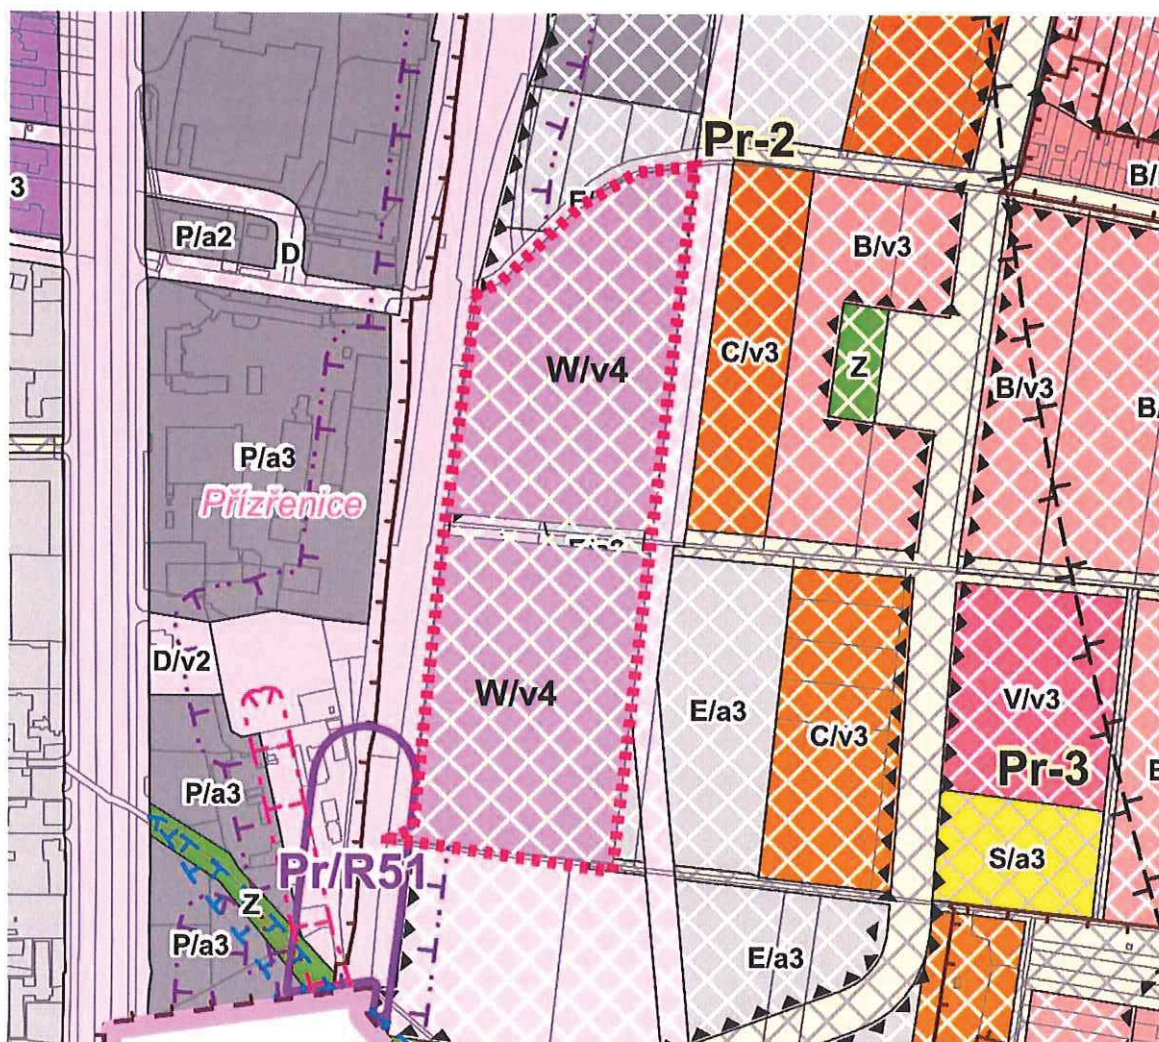 Pr-2
3
B/
P/a2
D
B/v3
W/v4
C/v3
Z
B/v3
B/
P/a3
Přízřenice
D/v2
W/v4
E/a3
C/v3
V/v3
Pr-3
P/a3
Pr/R51
S/a3
Z
P/a3
E/a3